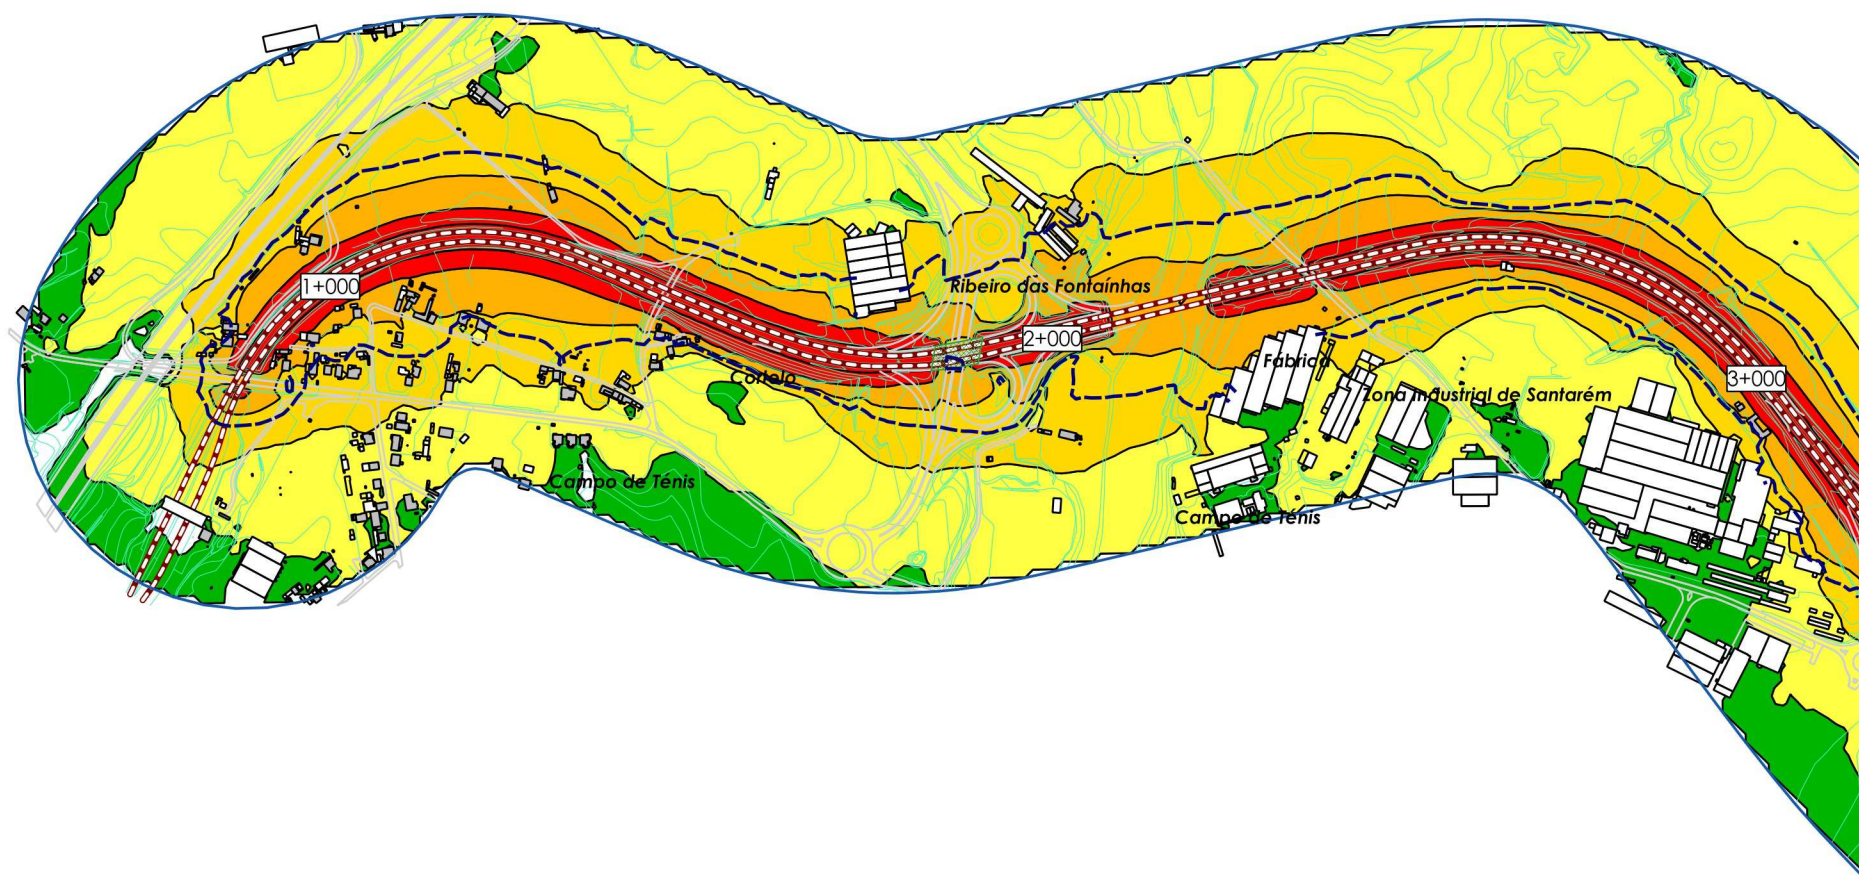 1+000
Ribeiro das Fontaínhas
2+000
Fábrica
Cortelo
3+000
Zona Industrial de Santarém
Campo de Ténis
Campo de Ténis